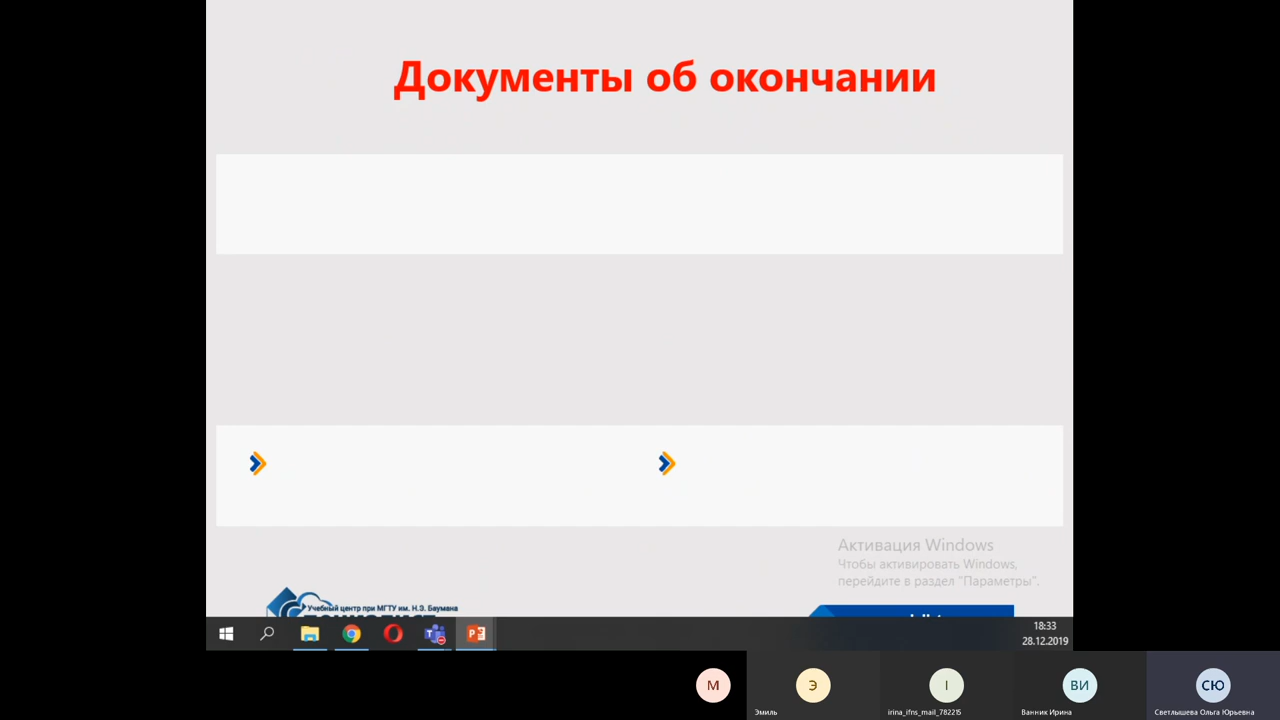 Документы об окончании
Активация Windows
Чтобы активировать Windows,
перейдите в раздел "Параметры".
Учебный центр при МГТУ им. Н.Э. Баумана
18:33
28.12.2019
М
Э
I
ВИ
СЮ
Эмиль
irina_ifns_mail_782215
Ванник Ирина
Светлышева Ольга Юрьевна